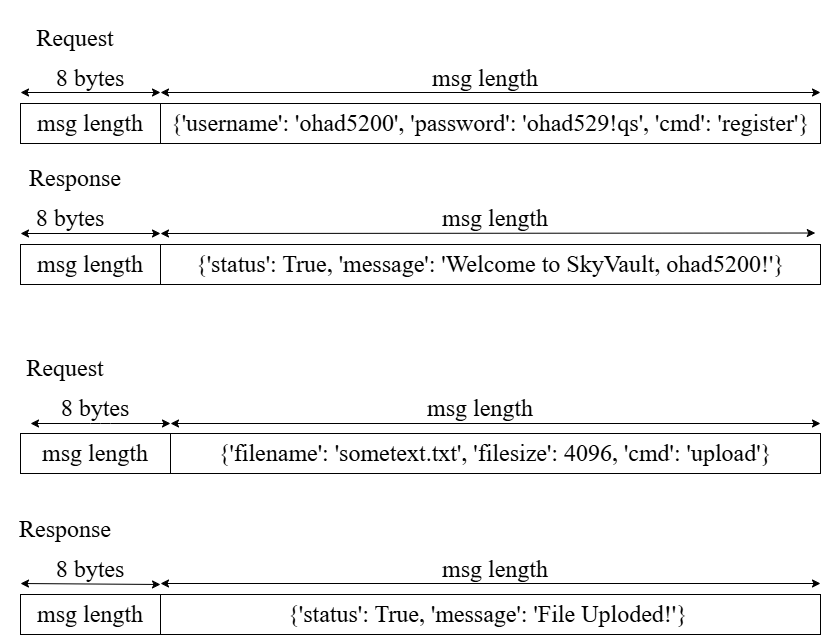 Request
8 bytes msg length
msg length {'username': 'ohad5200', 'password': 'ohad529!qs', 'cmd': 'register'}
Response
8 bytes msg length
msg length {'status': True, 'message': 'Welcome to SkyVault, ohad5200!'}
Request
8 bytes msg length
msg length {'filename': 'sometext.txt', 'filesize': 4096, 'cmd': 'upload'}
Response
8 bytes msg length
msg length {'status': True, 'message': 'File Uploded!'}